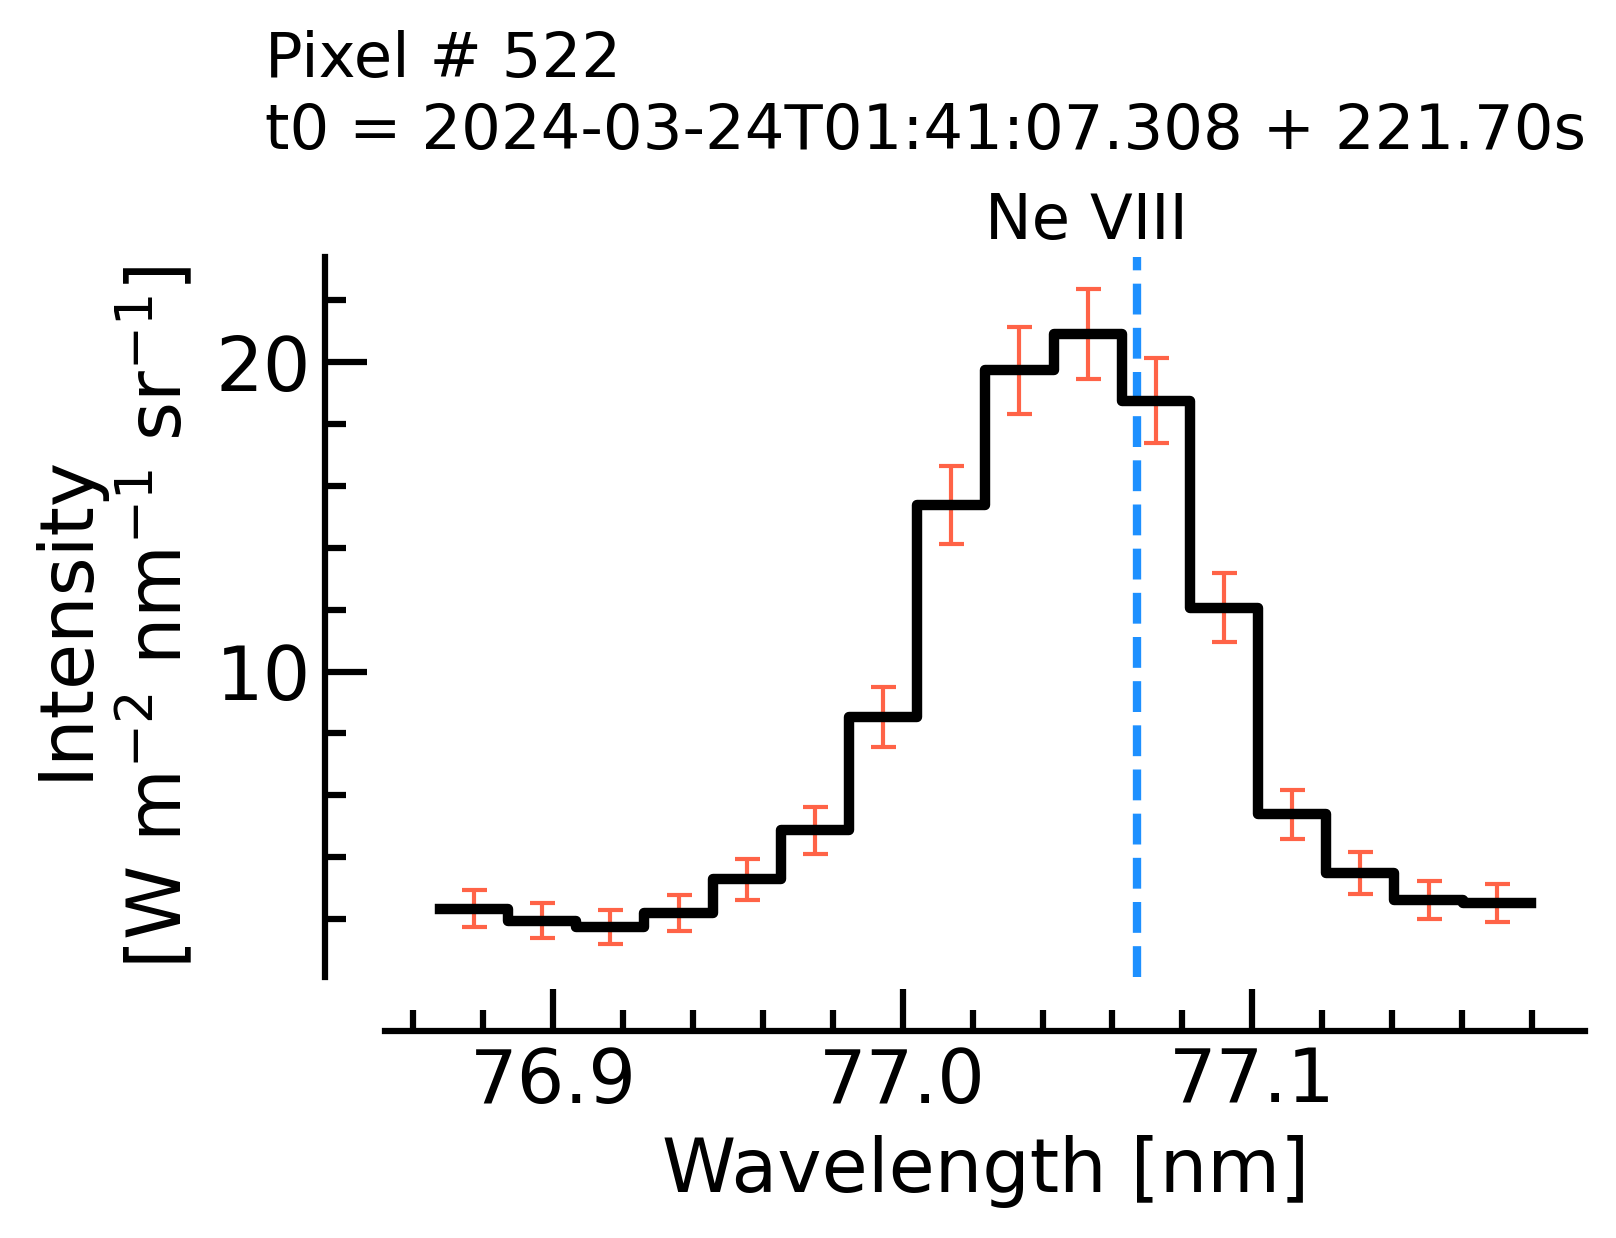 Pixel # 522
t0 = 2024-03-24T01:41:07.308 + 221.70s
Ne VIII
Intensity
[W m⁻² nm⁻¹ sr⁻¹]
20
10
76.9 77.0 77.1
Wavelength [nm]